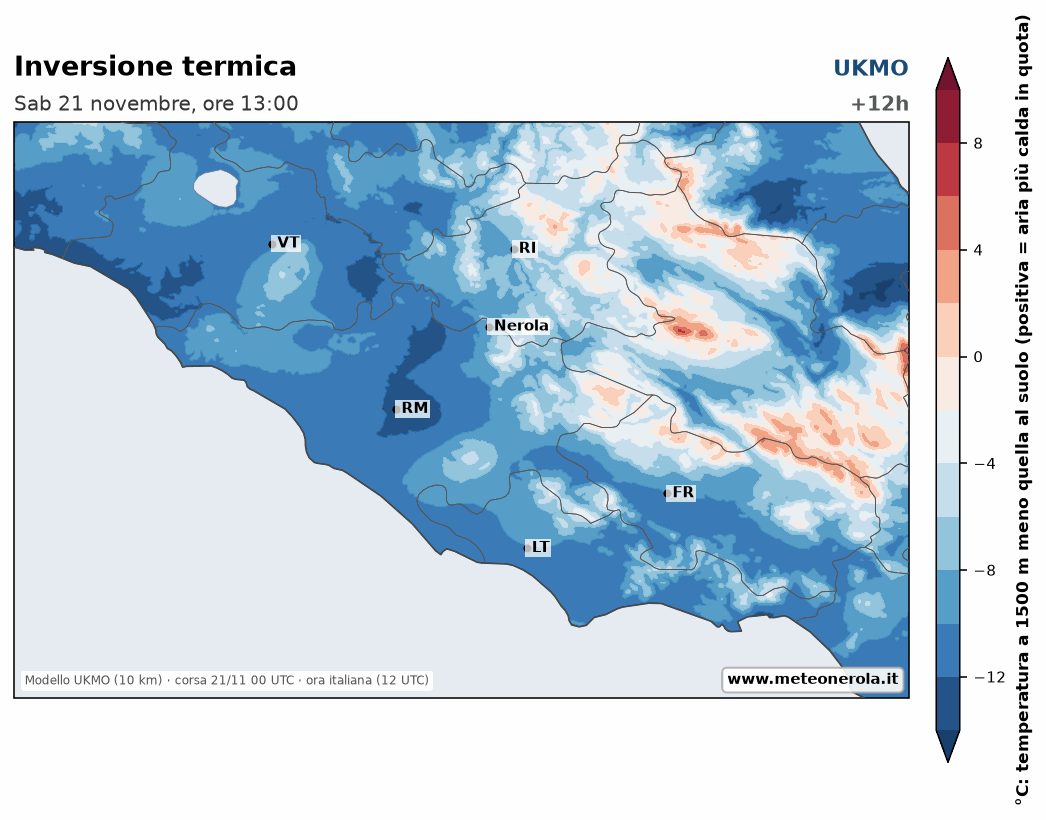 Inversione termica
UKMO
Sab 21 novembre, ore 13:00
+12h
VT
RI
Nerola
RM
FR
LT
Modello UKMO (10 km) · corsa 21/11 00 UTC · ora italiana (12 UTC)
www.meteonerola.it
8
4
0
−4
−8
−12
°C: temperatura a 1500 m meno quella al suolo (positiva = aria più calda in quota)